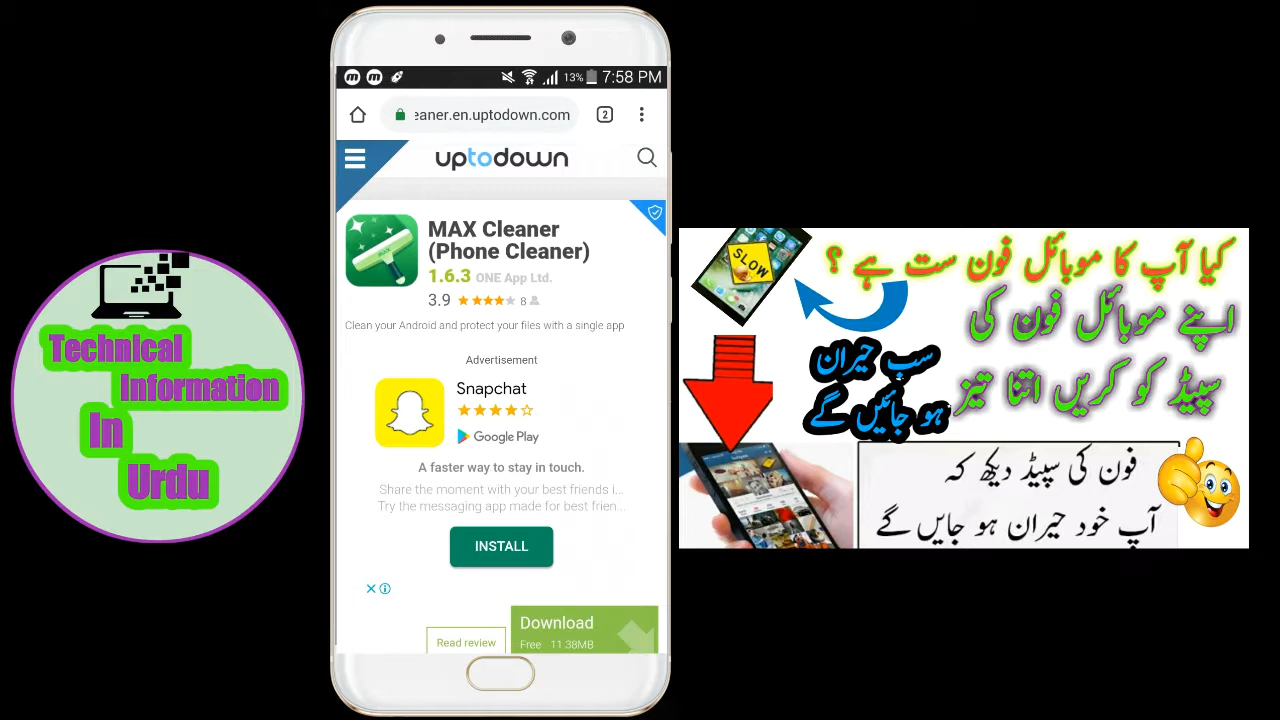 Technical
Information
In
Urdu
13% 7:58 PM
:eaner.en.uptodown.com
2
uptodown
MAX Cleaner
(Phone Cleaner)
1.6.3 ONE App Ltd.
3.9 8
Clean your Android and protect your files with a single app
Advertisement
Snapchat
Google Play
A faster way to stay in touch.
Share the moment with your best friends i...
Try the messaging app made for best frien...
INSTALL
Download
Read review
Free 11.38MB
SLOW
کیا آپ کا موبائل فون ست ہے ؟
اپنے موبائل فون کی
سپیڈ کو کریں اتنا تیز
سب حیران
ہو جائیں گے
فون کی سپیڈ دیکھ کہ
آپ خود حیران ہو جایں گے